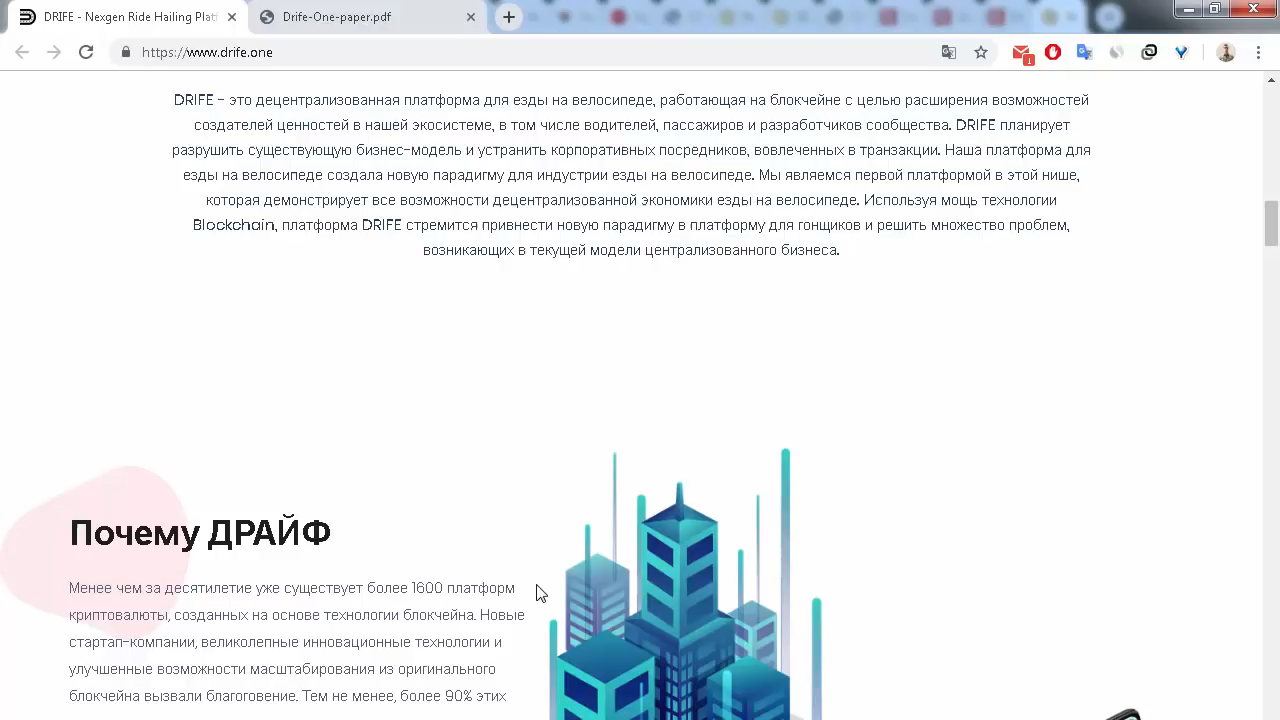 DRIFE - Nexgen Ride Hailing Plat
Drife-One-paper.pdf
https://www.drife.one
1
DRIFE - это децентрализованная платформа для езды на велосипеде, работающая на блокчейне с целью расширения возможностей
создателей ценностей в нашей экосистеме, в том числе водителей, пассажиров и разработчиков сообщества. DRIFE планирует
разрушить существующую бизнес-модель и устранить корпоративных посредников, вовлеченных в транзакции. Наша платформа для
езды на велосипеде создала новую парадигму для индустрии езды на велосипеде. Мы являемся первой платформой в этой нише,
которая демонстрирует все возможности децентрализованной экономики езды на велосипеде. Используя мощь технологии
Blockchain, платформа DRIFE стремится привнести новую парадигму в платформу для гонщиков и решить множество проблем,
возникающих в текущей модели централизованного бизнеса.
Почему ДРАЙФ
Менее чем за десятилетие уже существует более 1600 платформ
криптовалюты, созданных на основе технологии блокчейна. Новые
стартап-компании, великолепные инновационные технологии и
улучшенные возможности масштабирования из оригинального
блокчейна вызвали благоговение. Тем не менее, более 90% этих